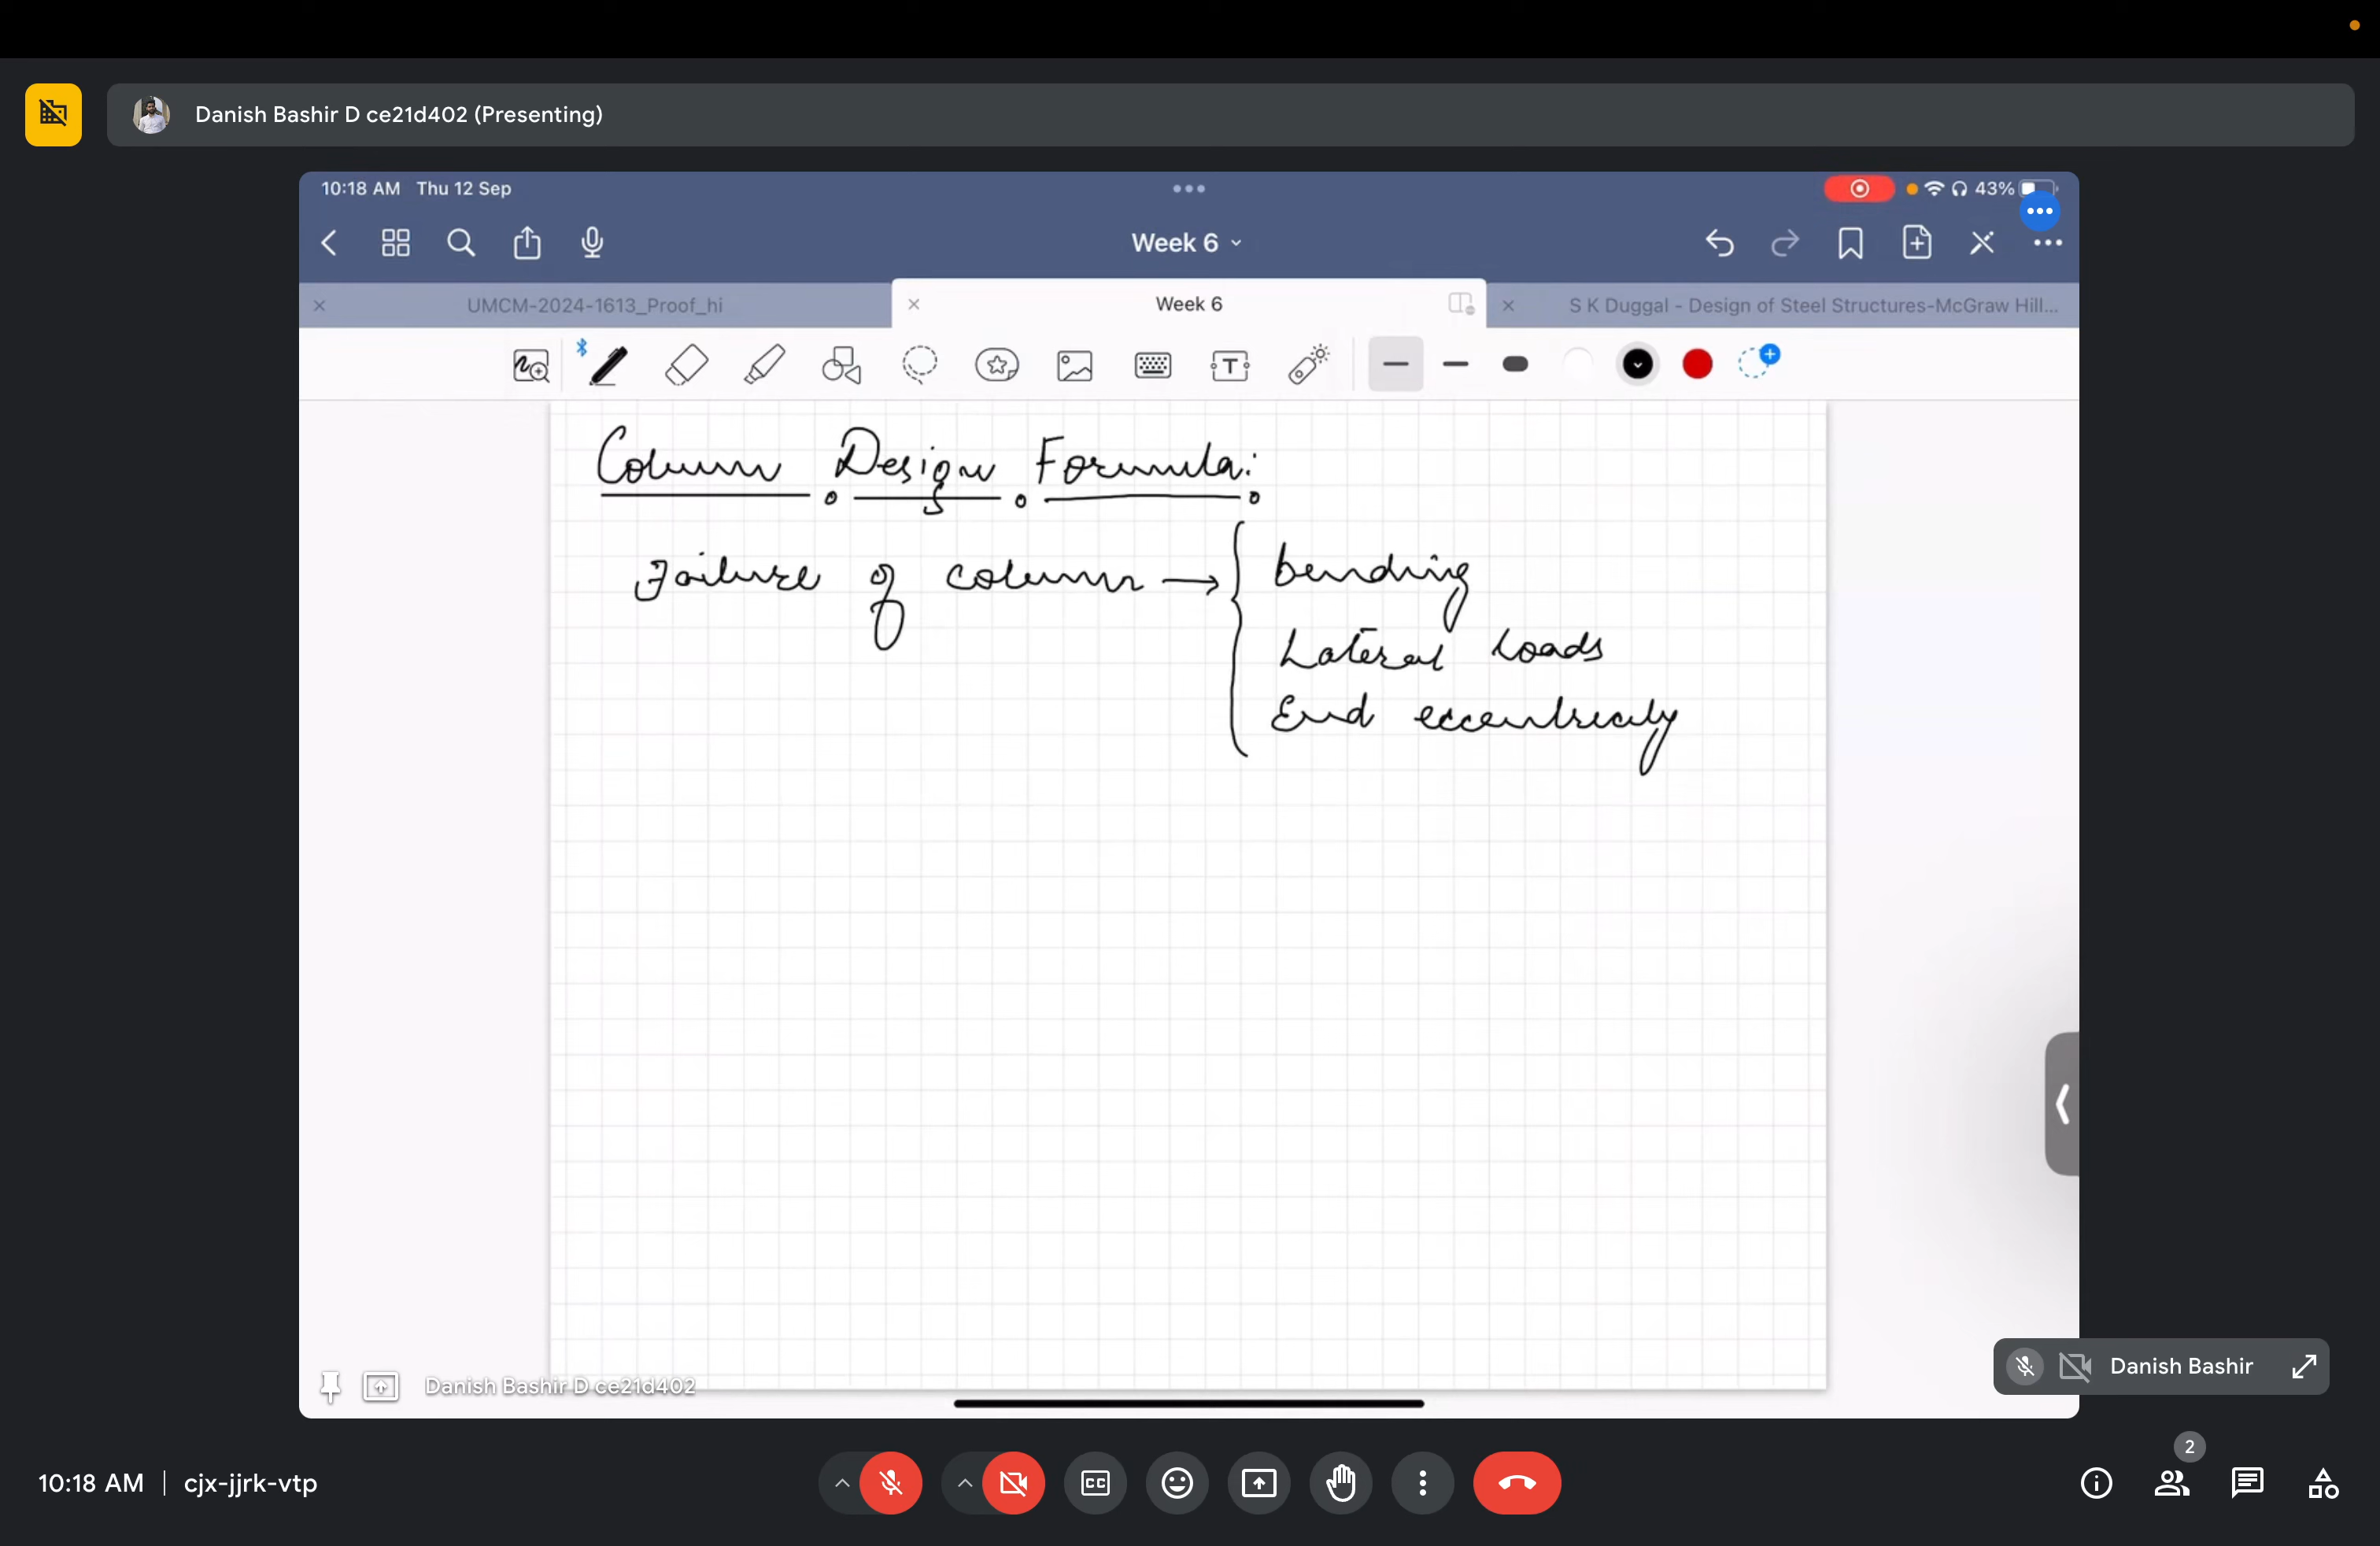 Danish Bashir D ce21d402 (Presenting)
10:18 AM Thu 12 Sep
43%
Week 6
UMCM-2024-1613_Proof_hi
Week 6
S K Duggal - Design of Steel Structures-McGraw Hill...
T
Column Design Formula:
Failure of column → bending
Lateral Loads
End eccentricity
Danish Bashir D ce21d402
Danish Bashir
2
10:18 AM | cjx-jjrk-vtp
CC